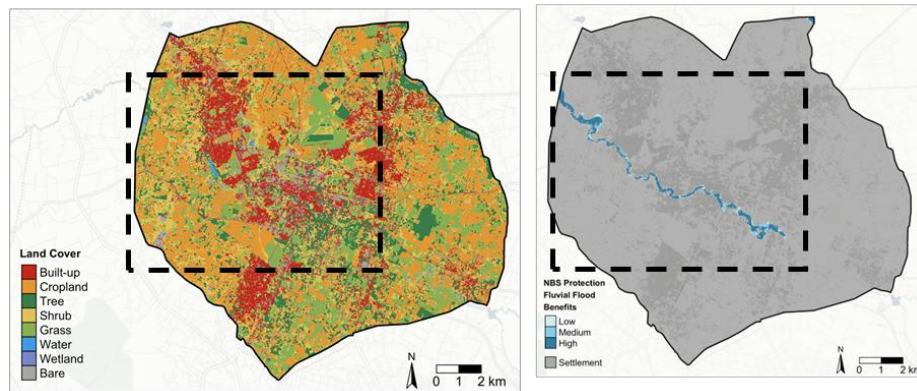 Land Cover
Built-up
Cropland
Tree
Shrub
Grass
Water
Wetland
Bare
N
0 1 2 km
NBS Protection
Fluvial Flood
Benefits
Low
Medium
High
Settlement
N
0 1 2 km